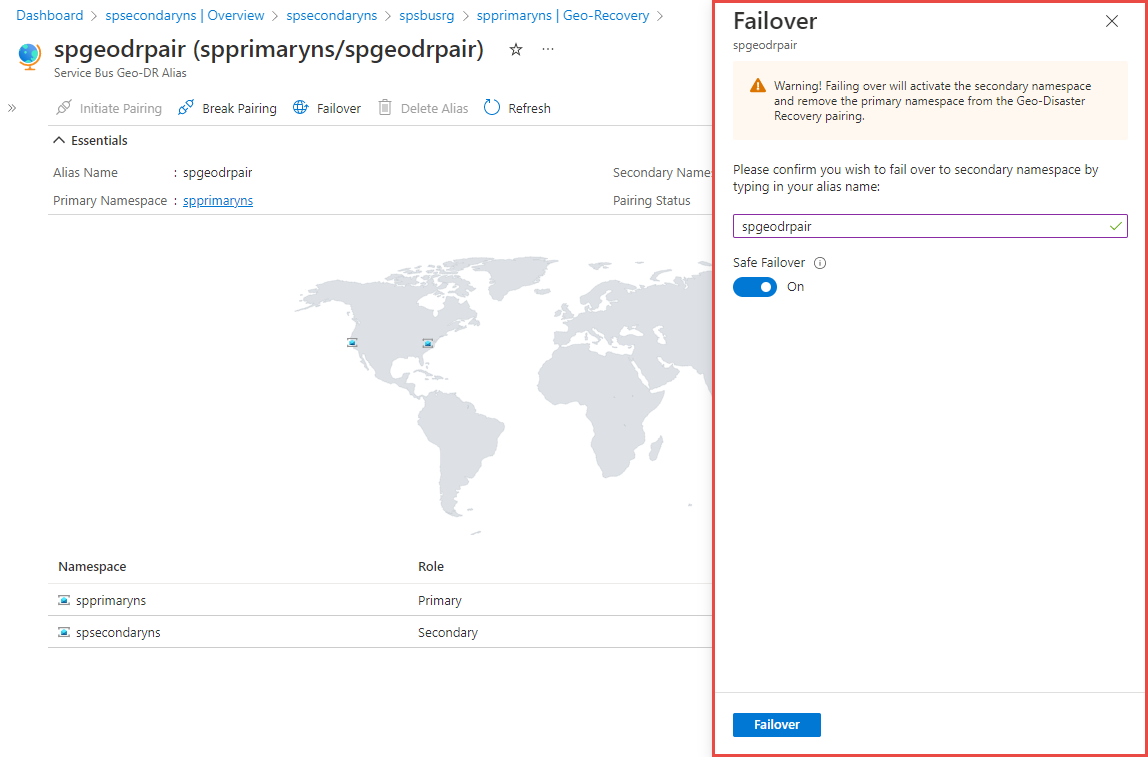 Dashboard > spsecondaryns | Overview > spsecondaryns > spsbusrg > spprimaryns | Geo-Recovery >
spgeodrpair (spprimaryns/spgeodrpair)
Service Bus Geo-DR Alias
Initiate Pairing Break Pairing Failover Delete Alias Refresh
Essentials
Alias Name : spgeodrpair Secondary Names
Primary Namespace : spprimaryns Pairing Status
Namespace Role
spprimaryns Primary
spsecondaryns Secondary
Failover
spgeodrpair
Warning! Failing over will activate the secondary namespace
and remove the primary namespace from the Geo-Disaster
Recovery pairing.
Please confirm you wish to fail over to secondary namespace by
typing in your alias name:
spgeodrpair
Safe Failover
On
Failover